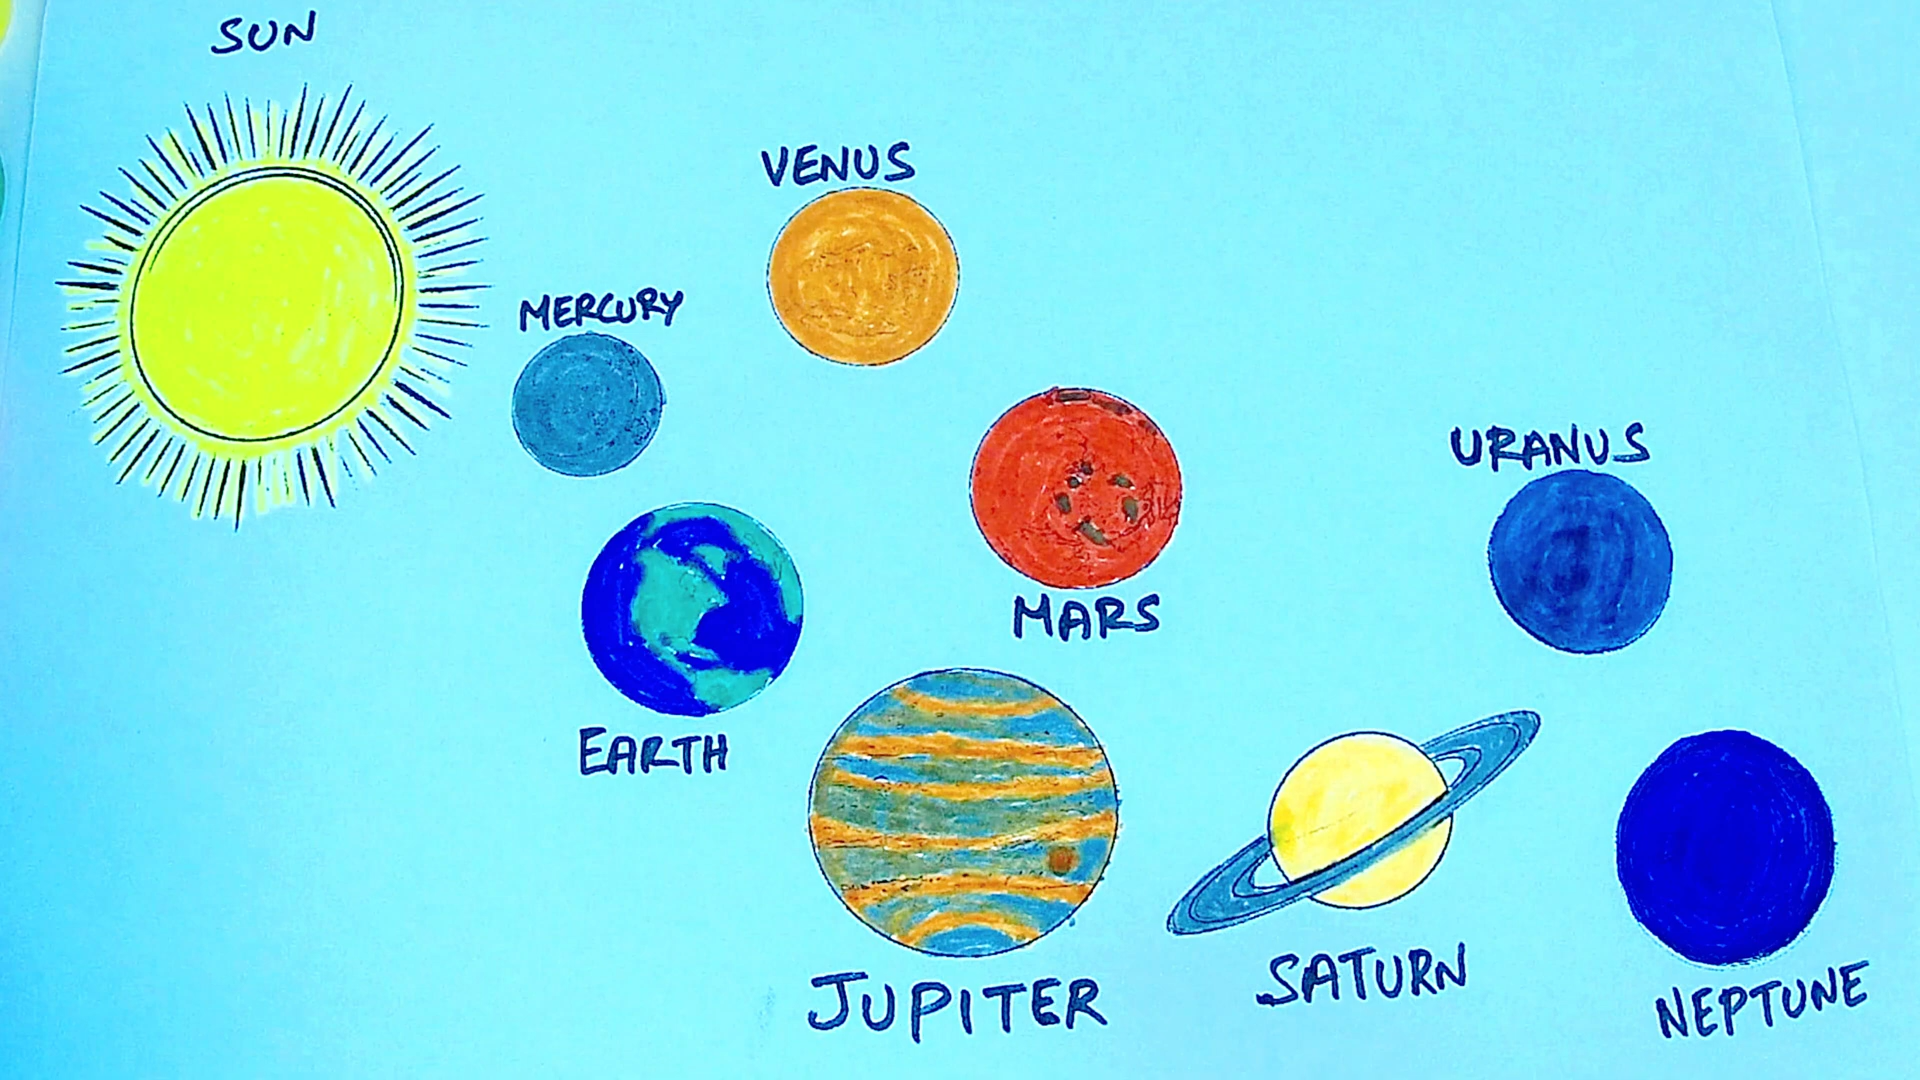 SUN
VENUS
MERCURY
URANUS
MARS
EARTH
JUPITER
SATURN
NEPTUNE